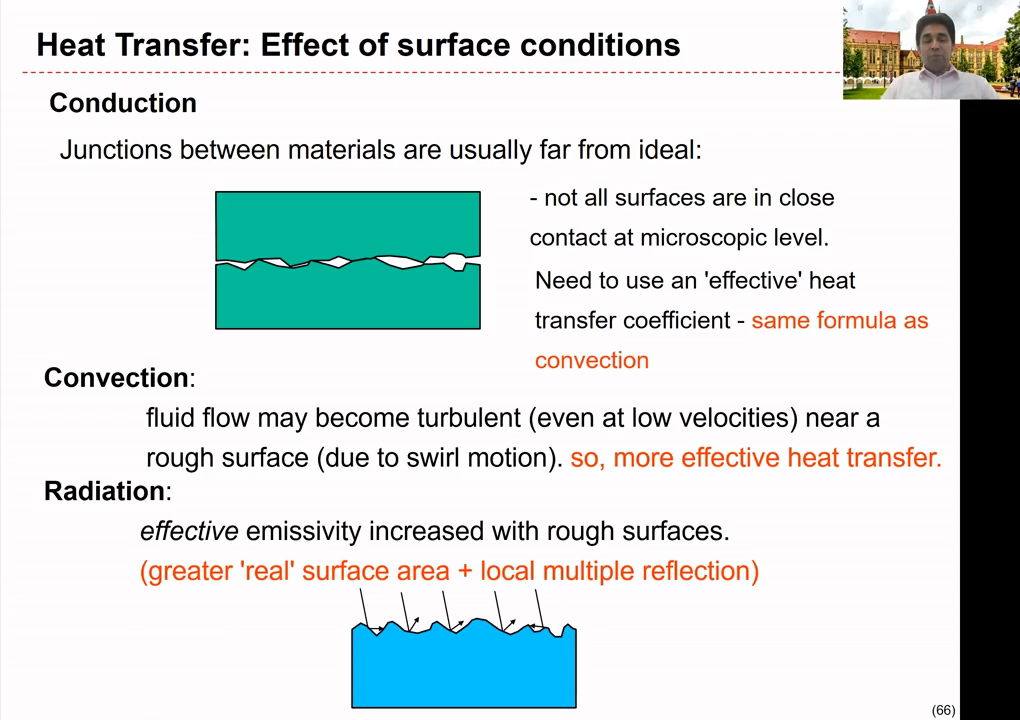 Heat Transfer: Effect of surface conditions
Conduction
Junctions between materials are usually far from ideal:
- not all surfaces are in close
contact at microscopic level.
Need to use an 'effective' heat
transfer coefficient - same formula as
convection
Convection:
fluid flow may become turbulent (even at low velocities) near a
rough surface (due to swirl motion). so, more effective heat transfer.
Radiation:
effective emissivity increased with rough surfaces.
(greater 'real' surface area + local multiple reflection)
(66)